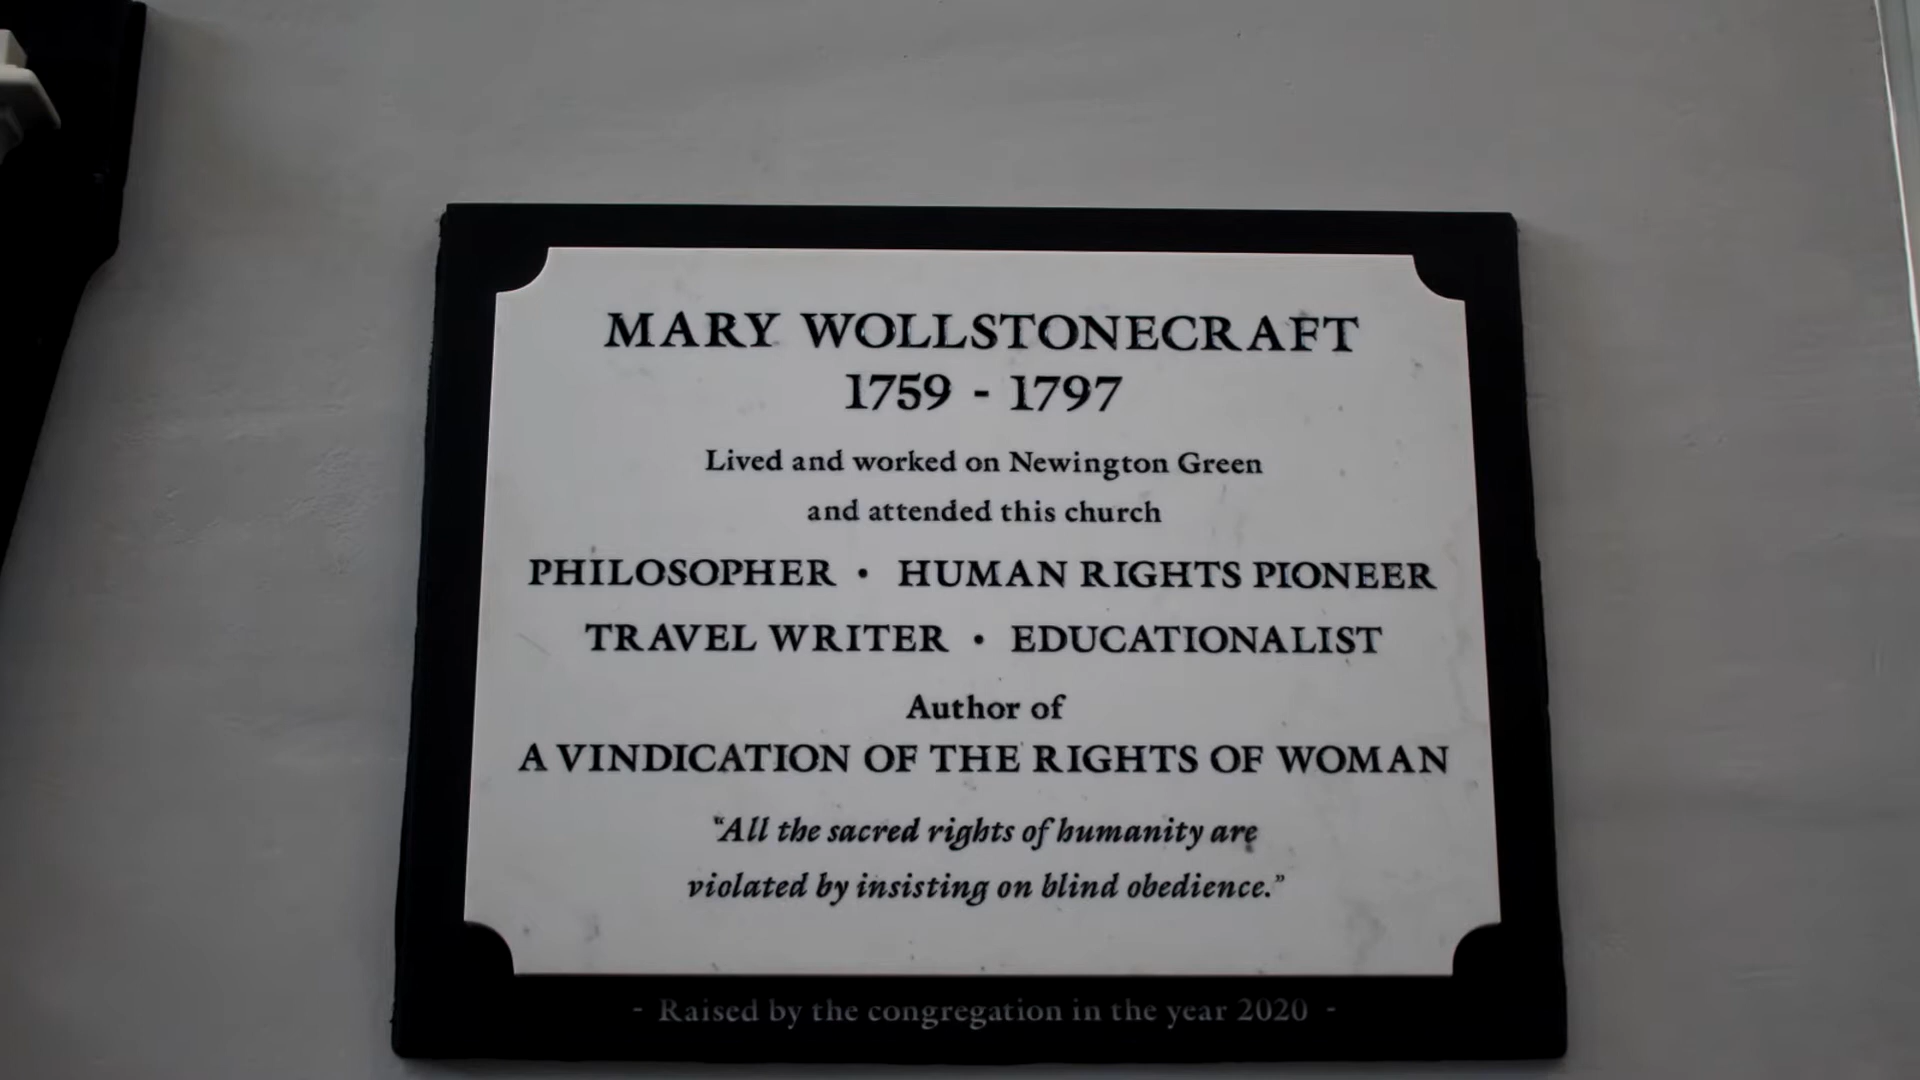 MARY WOLLSTONECRAFT
1759 - 1797
Lived and worked on Newington Green
and attended this church
PHILOSOPHER • HUMAN RIGHTS PIONEER
TRAVEL WRITER • EDUCATIONALIST
Author of
A VINDICATION OF THE RIGHTS OF WOMAN
“All the sacred rights of humanity are
violated by insisting on blind obedience.”
- Raised by the congregation in the year 2020 -